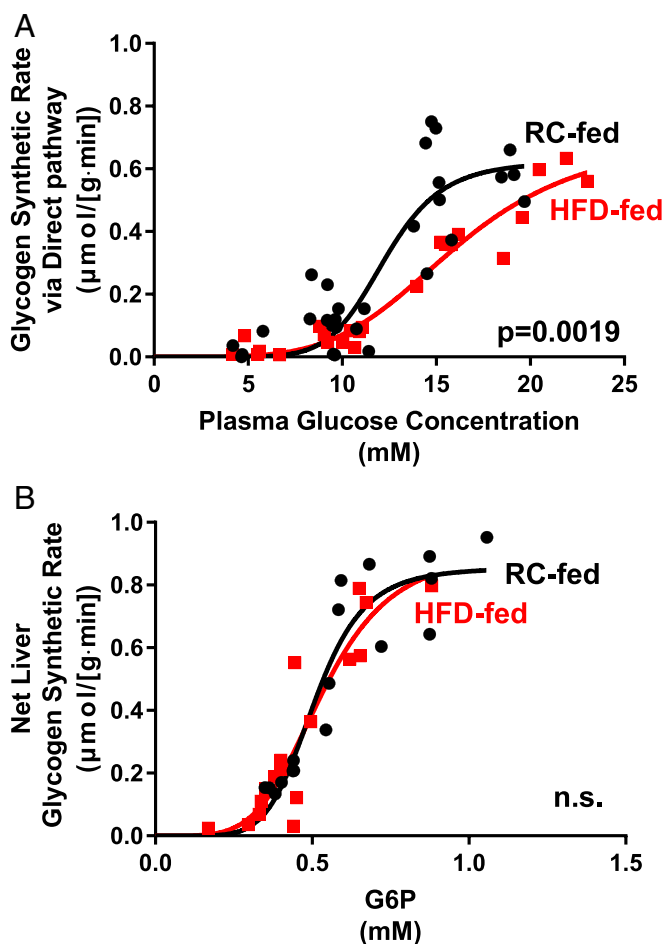 A
Glycogen Synthetic Rate
via Direct pathway
(µmol/[g·min])
1.0
0.8
0.6
0.4
0.2
0.0
RC-fed
HFD-fed
p=0.0019
0 5 10 15 20 25
Plasma Glucose Concentration
(mM)
B
Net Liver
Glycogen Synthetic Rate
(µmol/[g·min])
1.0
0.8
0.6
0.4
0.2
0.0
RC-fed
HFD-fed
n.s.
0.0 0.5 1.0 1.5
G6P
(mM)